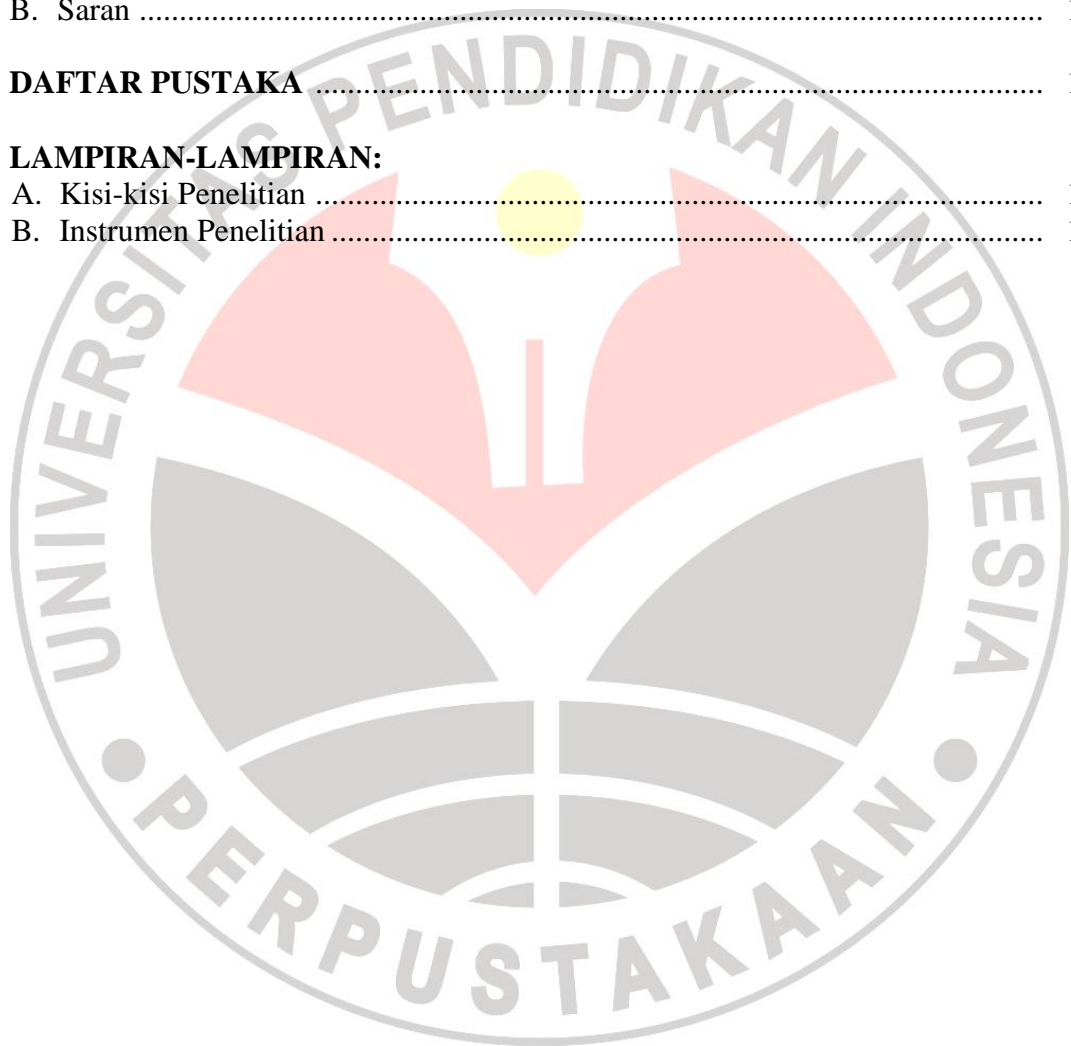 B. Saran ..........................................................................................
DAFTAR PUSTAKA ..........................................................................................
LAMPIRAN-LAMPIRAN:
A. Kisi-kisi Penelitian ..........................................................................................
B. Instrumen Penelitian ..........................................................................................
UNIVERSITAS PENDIDIKAN INDONESIA
PERPUSTAKAAN